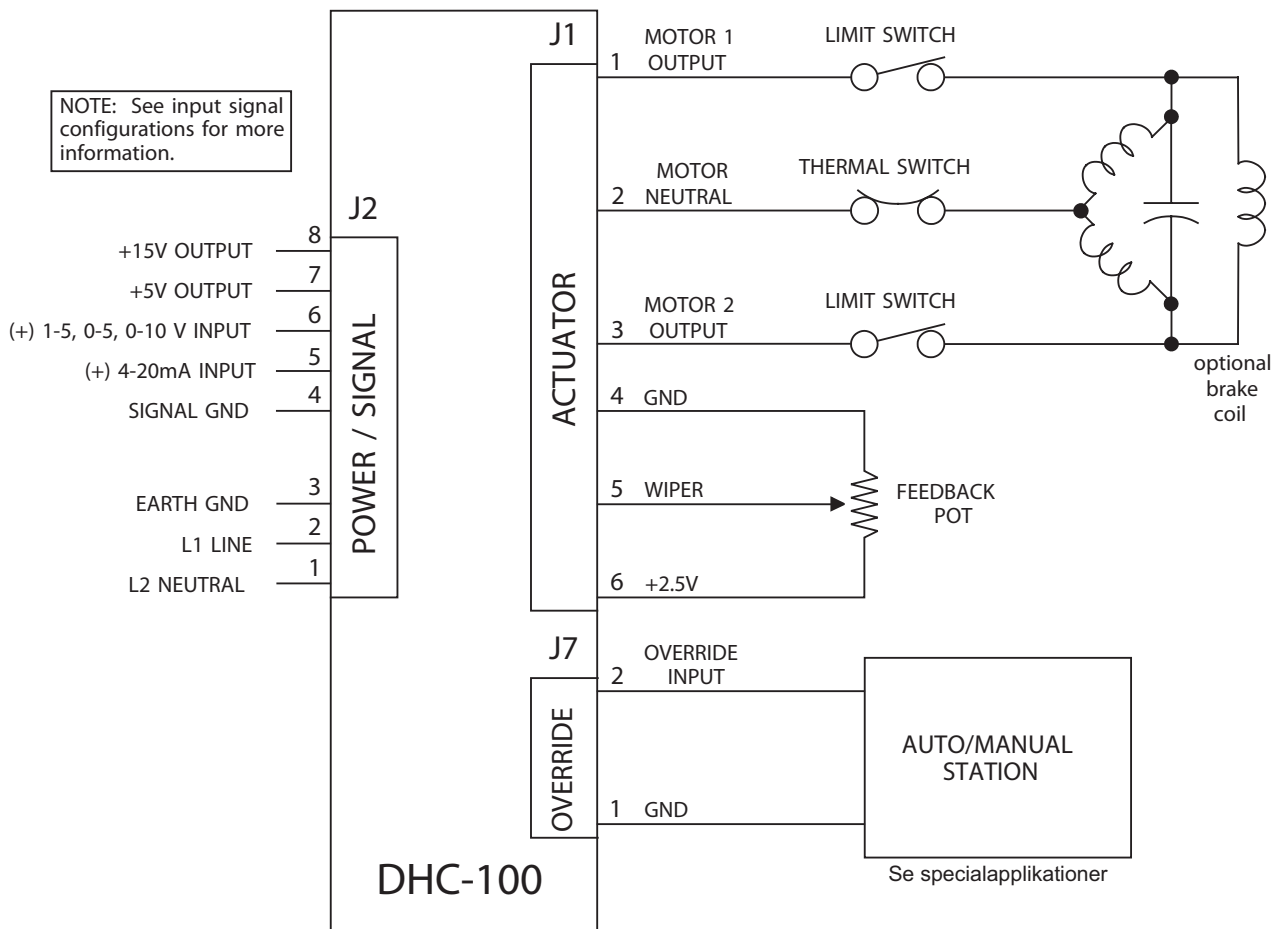 NOTE: See input signal
configurations for more
information.
J2
8
+15V OUTPUT
7
+5V OUTPUT
6
(+) 1-5, 0-5, 0-10 V INPUT
5
(+) 4-20mA INPUT
4
SIGNAL GND
3
EARTH GND
2
L1 LINE
1
L2 NEUTRAL
POWER / SIGNAL
J1
ACTUATOR
1
MOTOR 1
OUTPUT
LIMIT SWITCH
2
MOTOR
NEUTRAL
THERMAL SWITCH
3
MOTOR 2
OUTPUT
LIMIT SWITCH
optional
brake
coil
4
GND
5
WIPER
FEEDBACK
POT
6
+2.5V
J7
OVERRIDE
2
OVERRIDE
INPUT
1
GND
AUTO/MANUAL
STATION
Se specialapplikationer
DHC-100